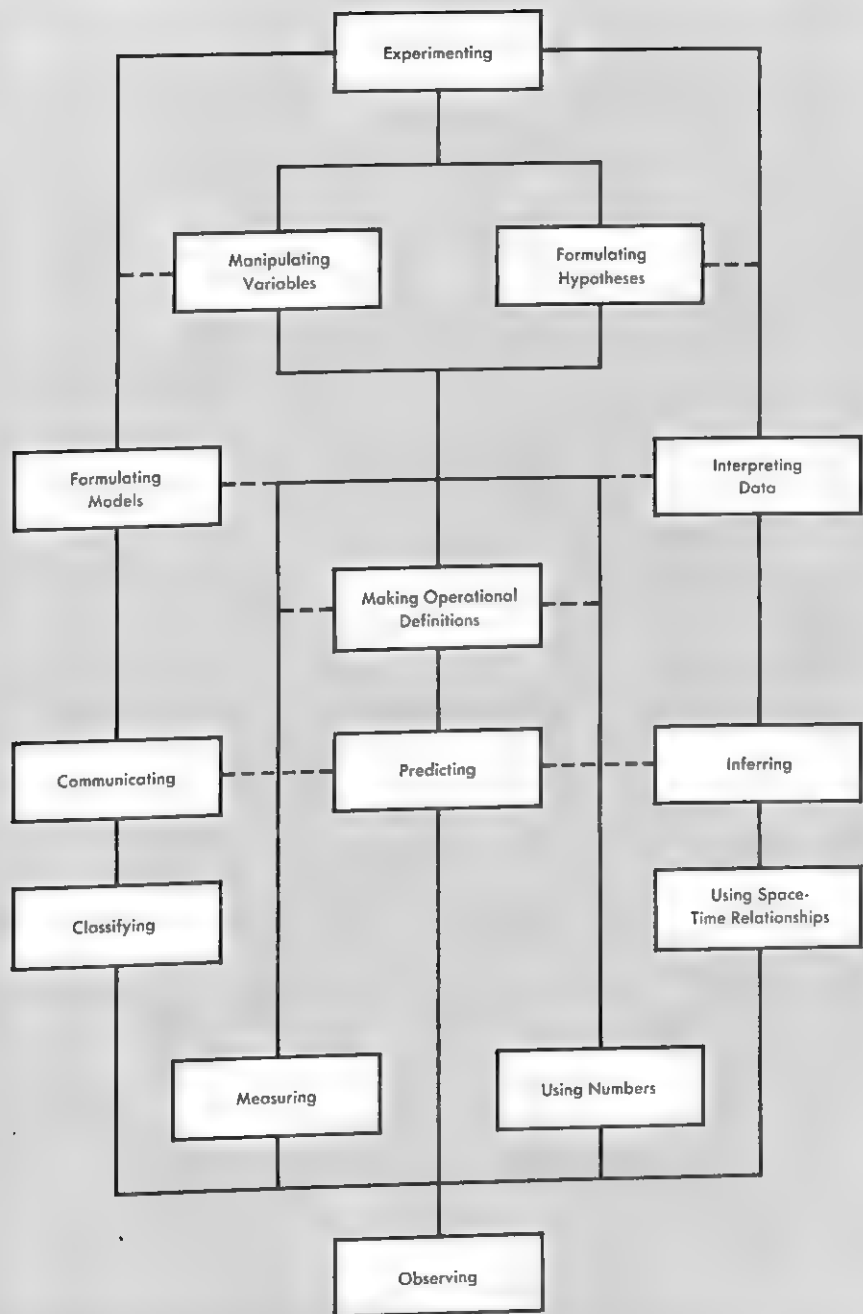 Experimenting
Manipulating
Variables
Formulating
Hypotheses
Formulating
Models
Interpreting
Data
Making Operational
Definitions
Communicating
Predicting
Inferring
Classifying
Using Space-
Time Relationships
Measuring
Using Numbers
Observing